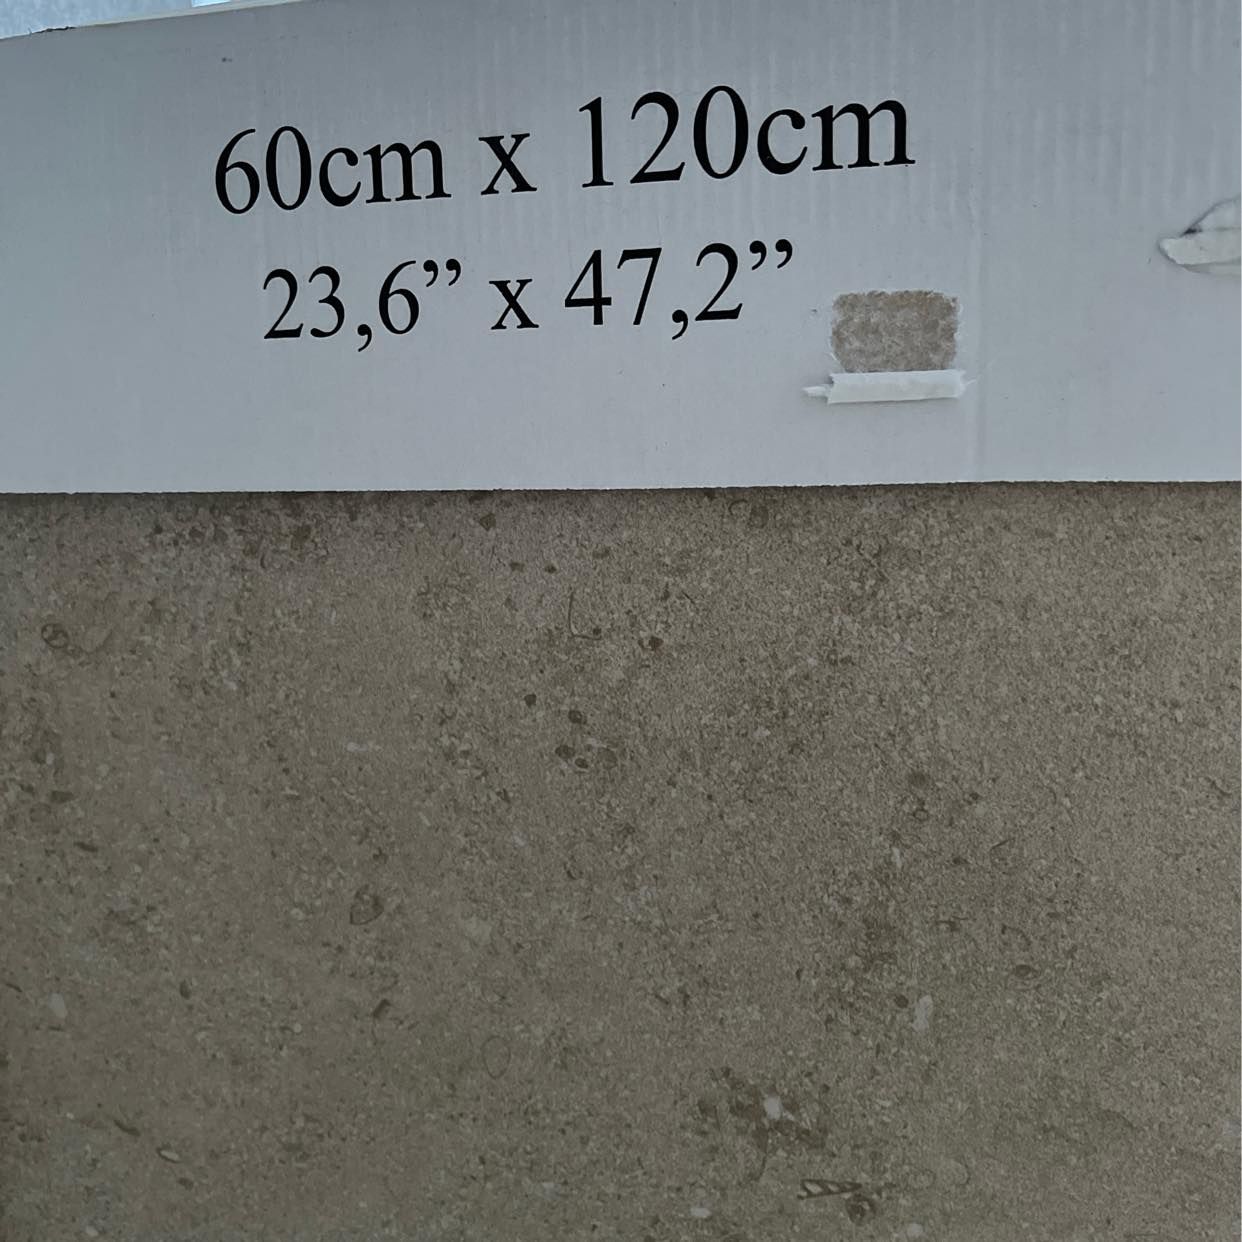 60cm x 120cm
23,6” x 47,2”